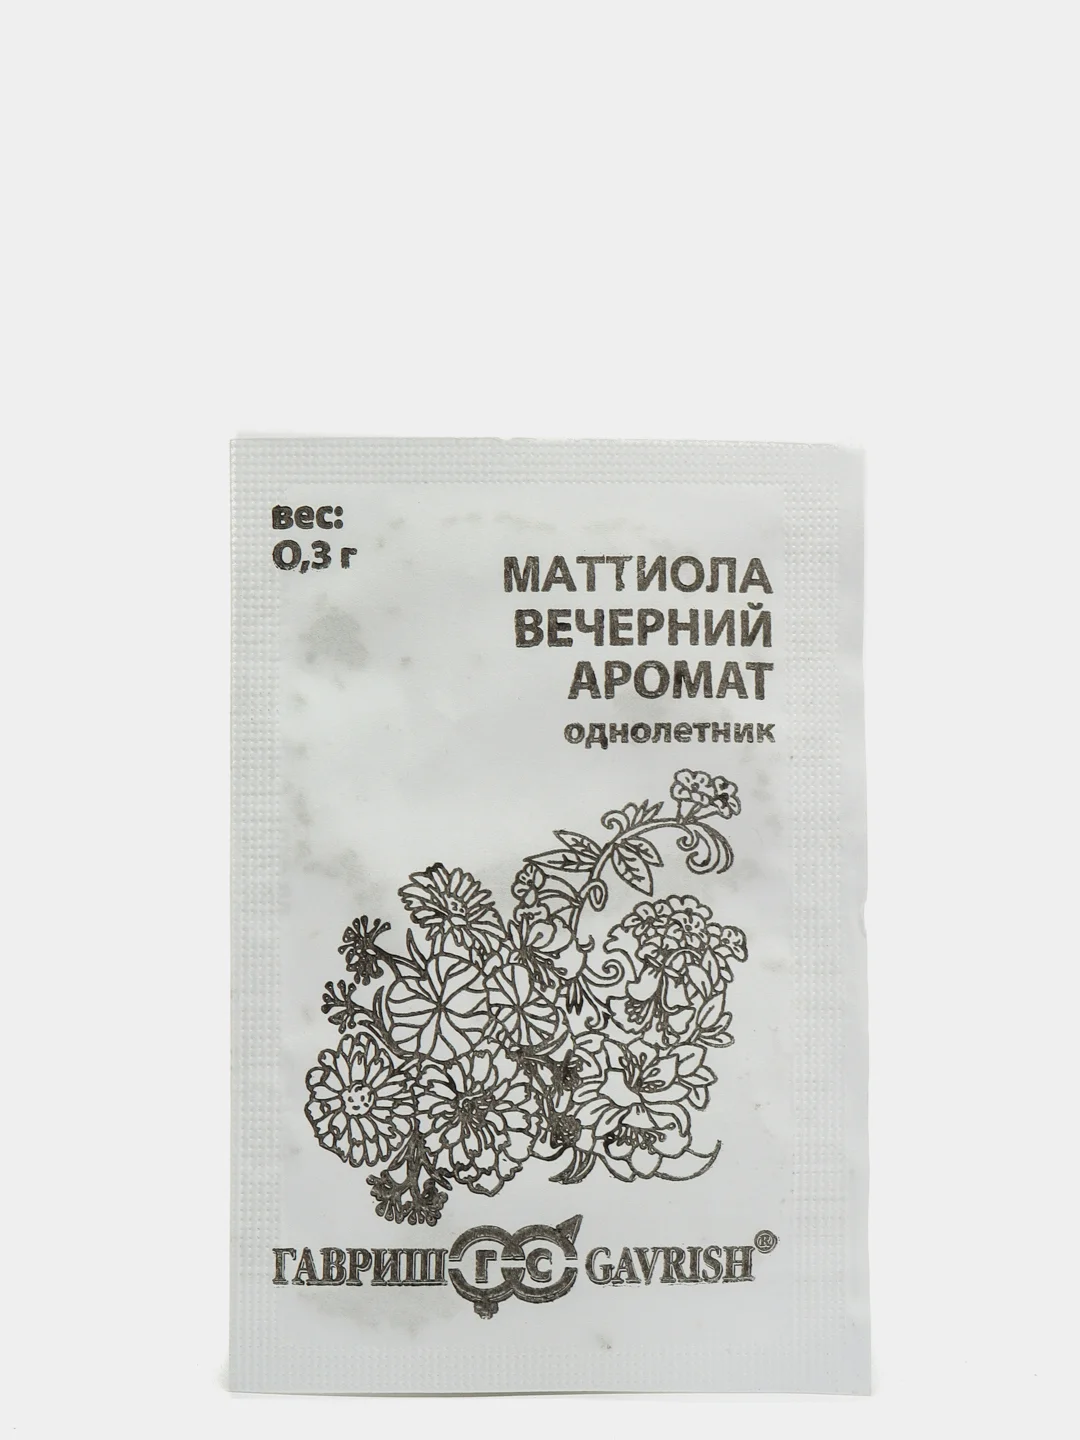 вес:
0,3 г
МАТТИОЛА
ВЕЧЕРНИЙ
АРОМАТ
однолетник
ГАВРИШ ГС GAVRISH®